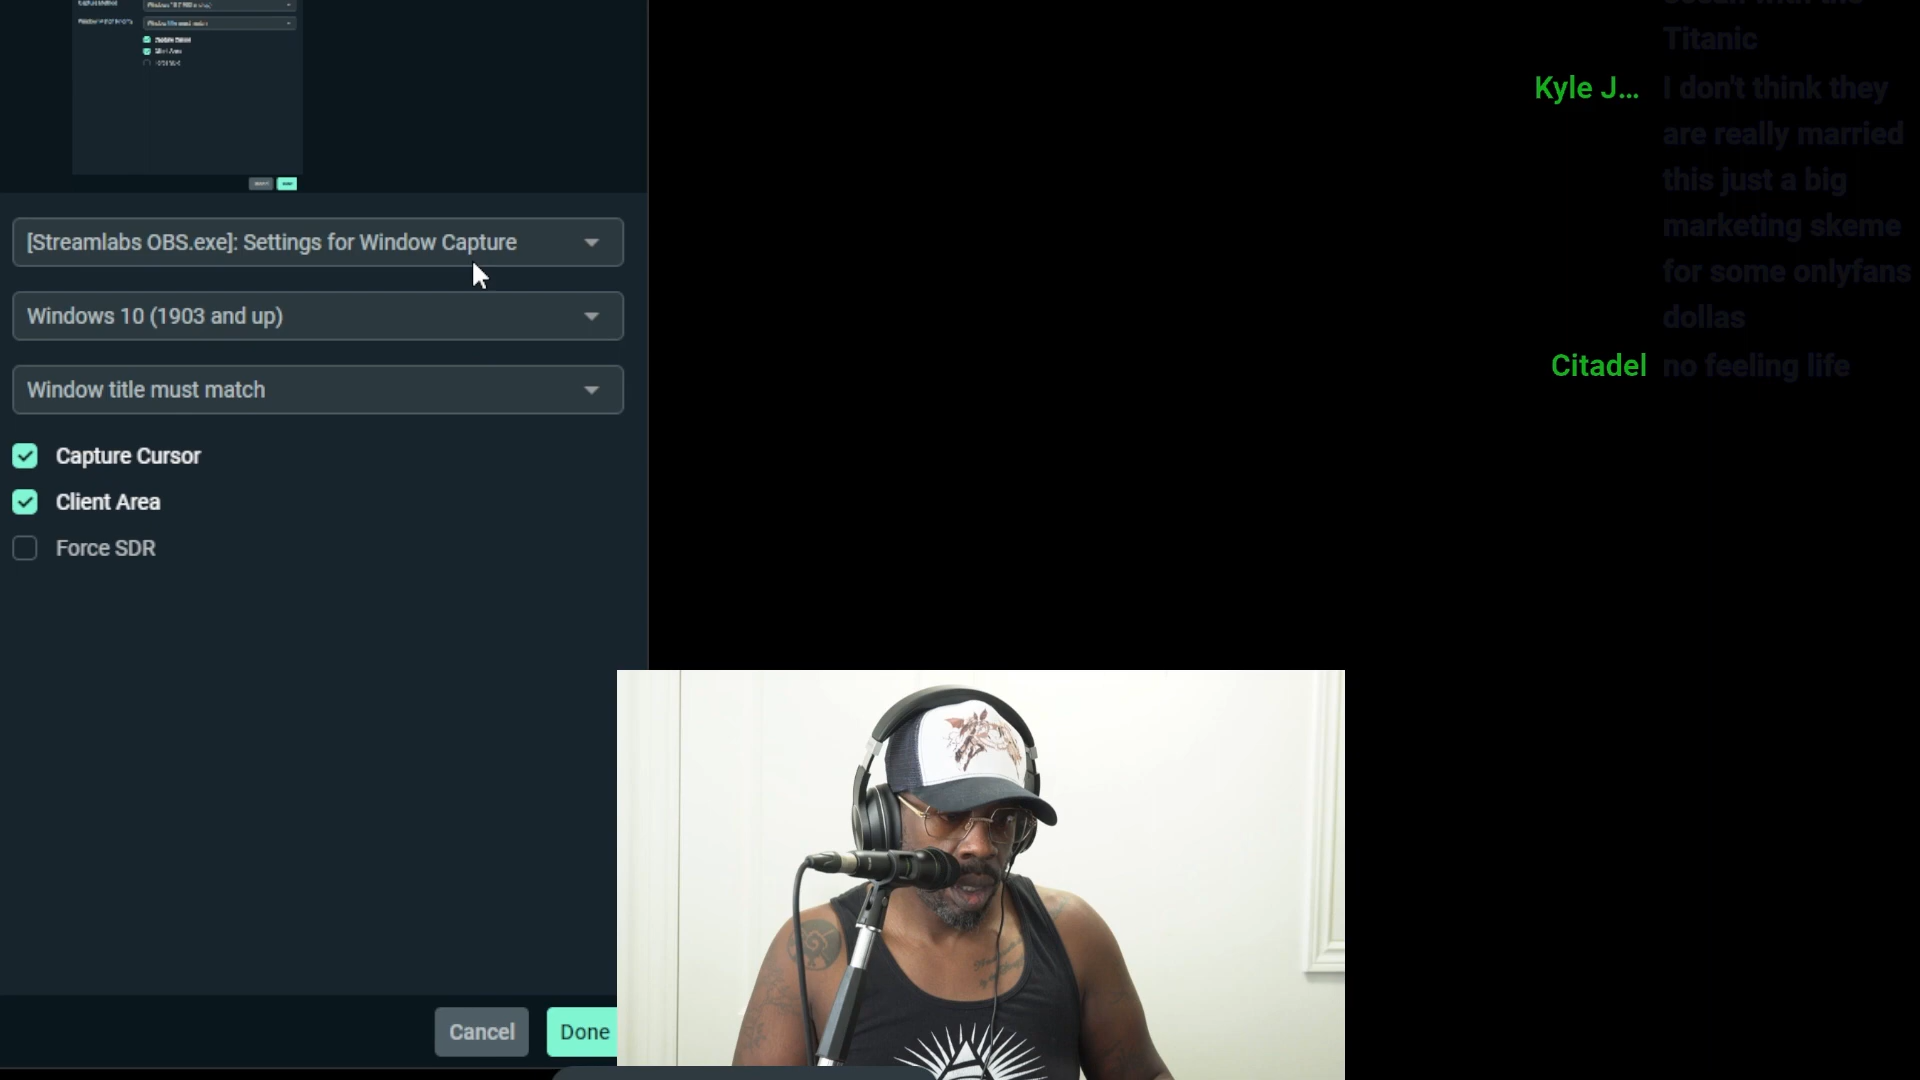 Titanic
Kyle J... I don't think they
are really married
this just a big
marketing skeme
for some onlyfans
dollas
Citadel no feeling life
[Streamlabs OBS.exe]: Settings for Window Capture
Windows 10 (1903 and up)
Window title must match
Capture Cursor
Client Area
Force SDR
Cancel
Done